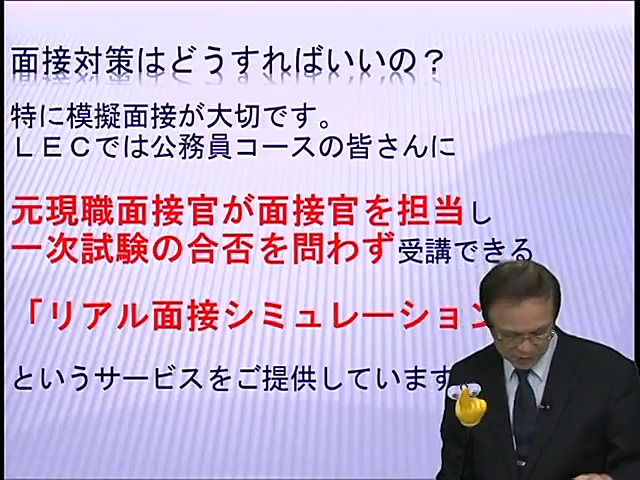 面接対策はどうすればいいの？
特に模擬面接が大切です。
ＬＥＣでは公務員コースの皆さんに
元現職面接官が面接官を担当し
一次試験の合否を問わず受講できる
「リアル面接シミュレーション
というサービスをご提供しています